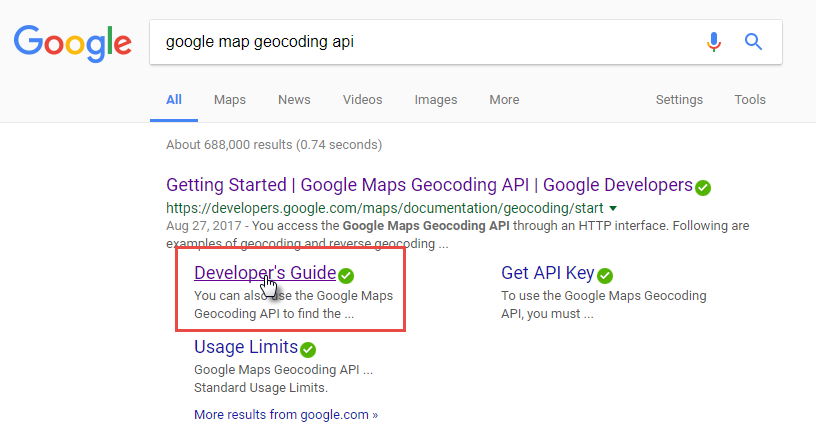 Google
google map geocoding api
All Maps News Videos Images More Settings Tools
About 688,000 results (0.74 seconds)
Getting Started | Google Maps Geocoding API | Google Developers
https://developers.google.com/maps/documentation/geocoding/start
Aug 27, 2017 - You access the Google Maps Geocoding API through an HTTP interface. Following are
examples of geocoding and reverse geocoding ...
Developer's Guide
You can also use the Google Maps
Geocoding API to find the ...
Get API Key
To use the Google Maps Geocoding
API, you must ...
Usage Limits
Google Maps Geocoding API ...
Standard Usage Limits.
More results from google.com »